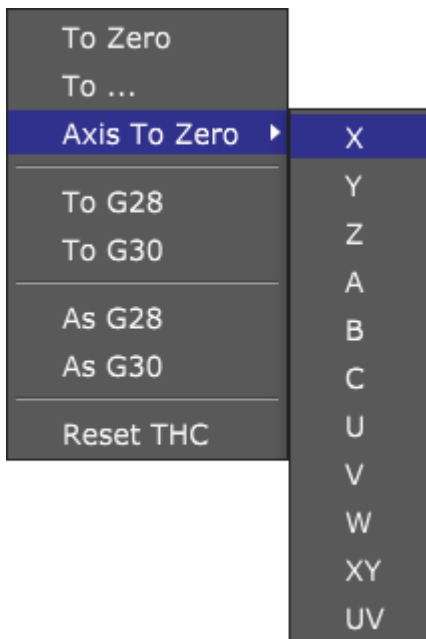 To Zero
To ...
Axis To Zero
To G28
To G30
As G28
As G30
Reset THC
X
Y
Z
A
B
C
U
V
W
XY
UV